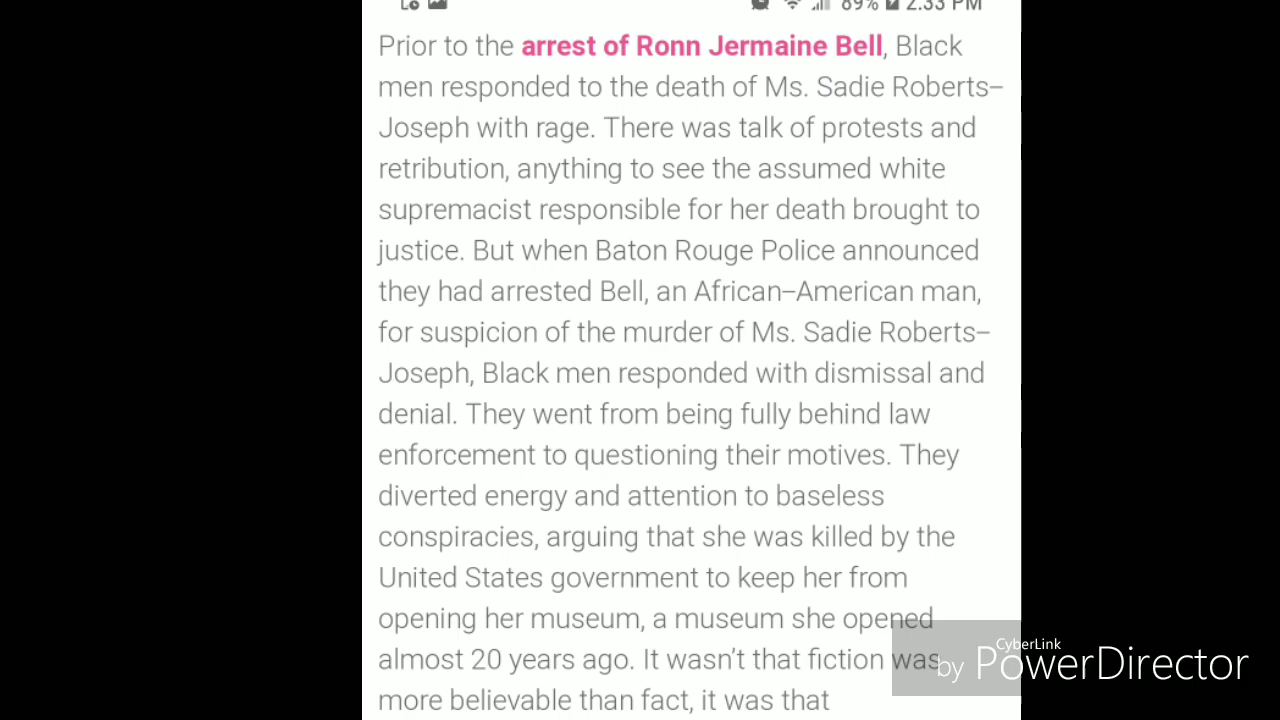 89% 2:33 PM
Prior to the arrest of Ronn Jermaine Bell, Black
men responded to the death of Ms. Sadie Roberts–
Joseph with rage. There was talk of protests and
retribution, anything to see the assumed white
supremacist responsible for her death brought to
justice. But when Baton Rouge Police announced
they had arrested Bell, an African–American man,
for suspicion of the murder of Ms. Sadie Roberts–
Joseph, Black men responded with dismissal and
denial. They went from being fully behind law
enforcement to questioning their motives. They
diverted energy and attention to baseless
conspiracies, arguing that she was killed by the
United States government to keep her from
opening her museum, a museum she opened
almost 20 years ago. It wasn’t that fiction was
more believable than fact, it was that
CyberLink
by PowerDirector